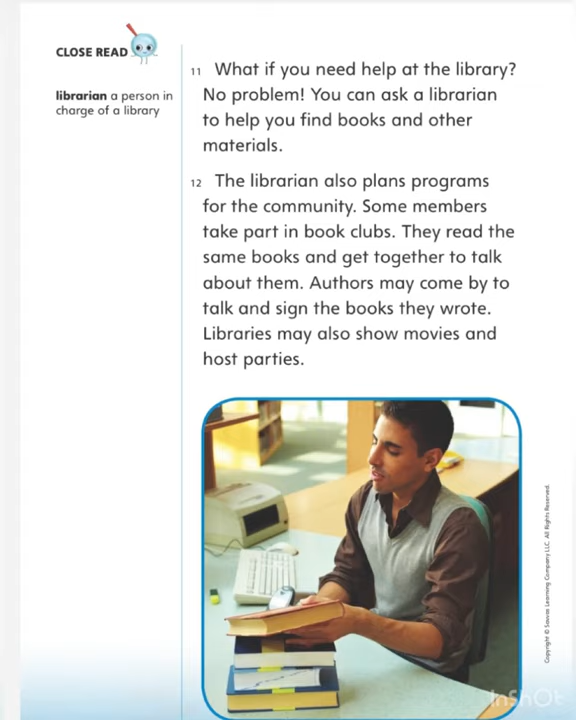 CLOSE READ
librarian a person in
charge of a library
11 What if you need help at the library?
No problem! You can ask a librarian
to help you find books and other
materials.
12 The librarian also plans programs
for the community. Some members
take part in book clubs. They read the
same books and get together to talk
about them. Authors may come by to
talk and sign the books they wrote.
Libraries may also show movies and
host parties.
Copyright © Savvas Learning Company LLC. All Rights Reserved.
InShOt